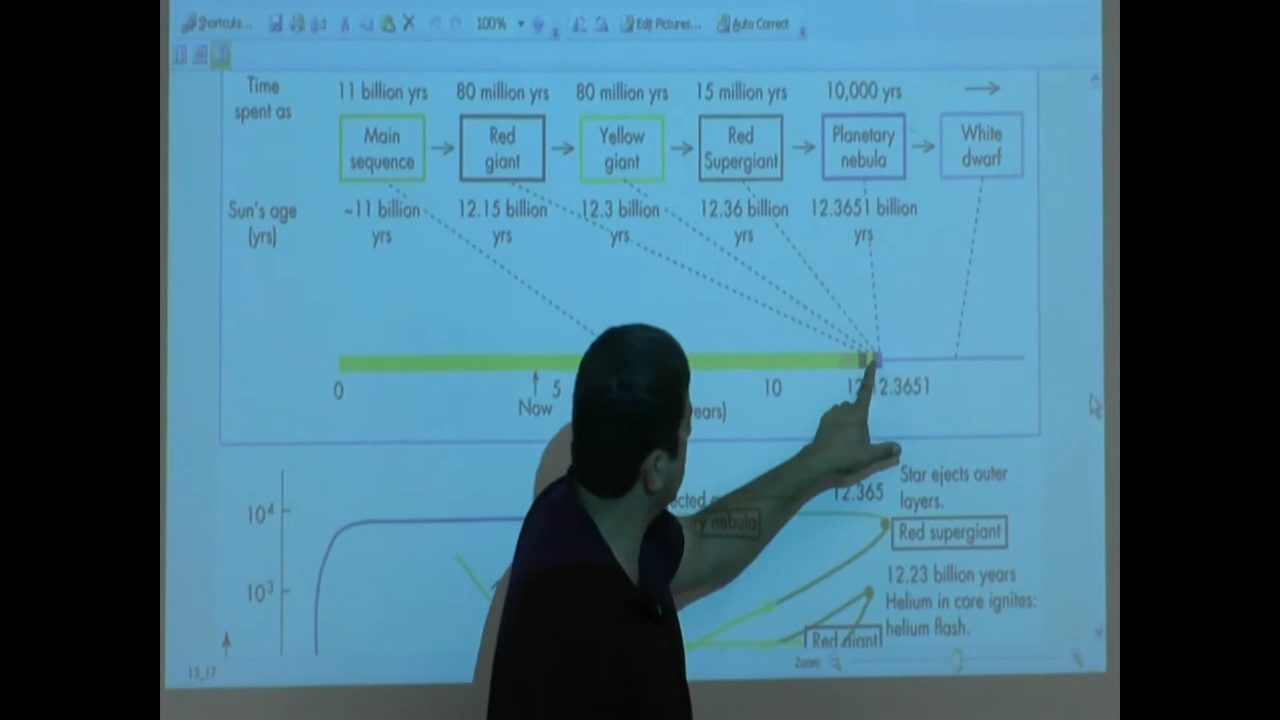 Shortcuts... 100% Edit Pictures... Auto Correct
Time
spent as
11 billion yrs 80 million yrs 80 million yrs 15 million yrs 10,000 yrs
Main
sequence
Red
giant
Yellow
giant
Red
Supergiant
Planetary
nebula
White
dwarf
Sun's age
(yrs)
~11 billion
yrs
12.15 billion
yrs
12.3 billion
yrs
12.36 billion
yrs
12.3651 billion
yrs
0 5 10 12.3651
Now
12.365
Star ejects outer
layers.
y nebula
Red supergiant
10⁴
10³
12.23 billion years
Helium in core ignites:
helium flash.
Red giant
13_17
Zoom: